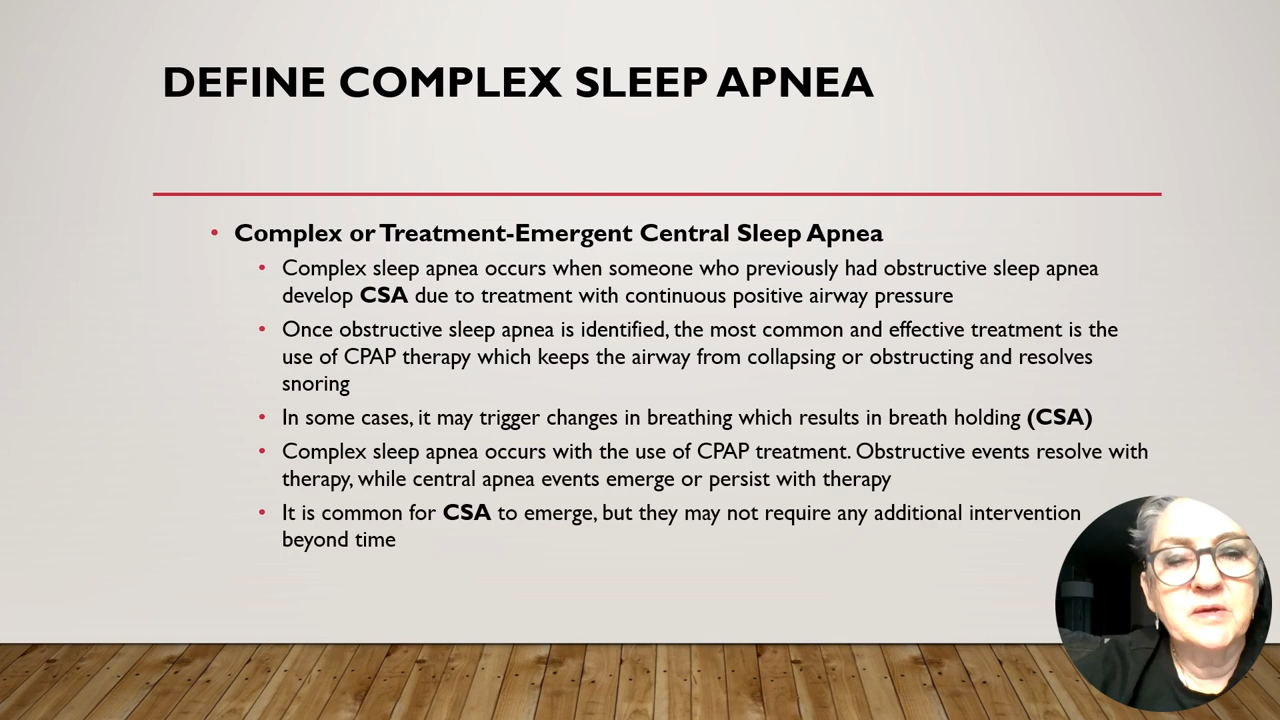 DEFINE COMPLEX SLEEP APNEA
• Complex or Treatment-Emergent Central Sleep Apnea
• Complex sleep apnea occurs when someone who previously had obstructive sleep apnea
develop CSA due to treatment with continuous positive airway pressure
• Once obstructive sleep apnea is identified, the most common and effective treatment is the
use of CPAP therapy which keeps the airway from collapsing or obstructing and resolves
snoring
• In some cases, it may trigger changes in breathing which results in breath holding (CSA)
• Complex sleep apnea occurs with the use of CPAP treatment. Obstructive events resolve with
therapy, while central apnea events emerge or persist with therapy
• It is common for CSA to emerge, but they may not require any additional intervention
beyond time